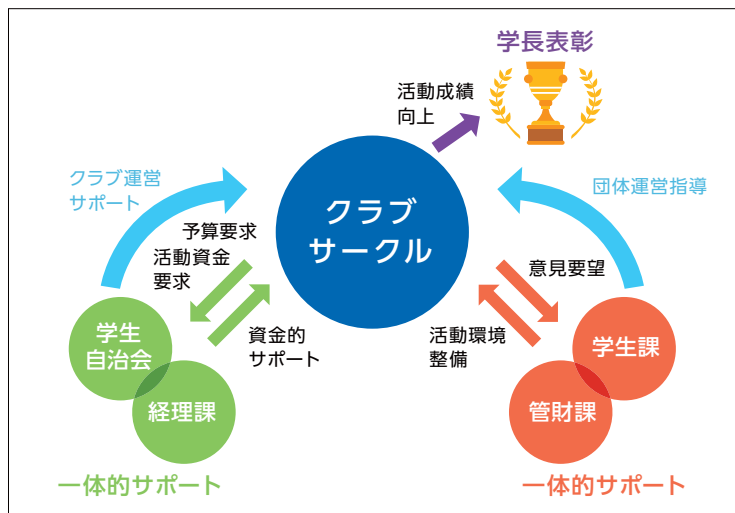 学長表彰
活動成績
向上
クラブ運営
サポート
団体運営指導
クラブ
サークル
予算要求
活動資金
要求
意見要望
資金的
サポート
活動環境
整備
学生
自治会
経理課
学生課
管財課
一体的サポート
一体的サポート